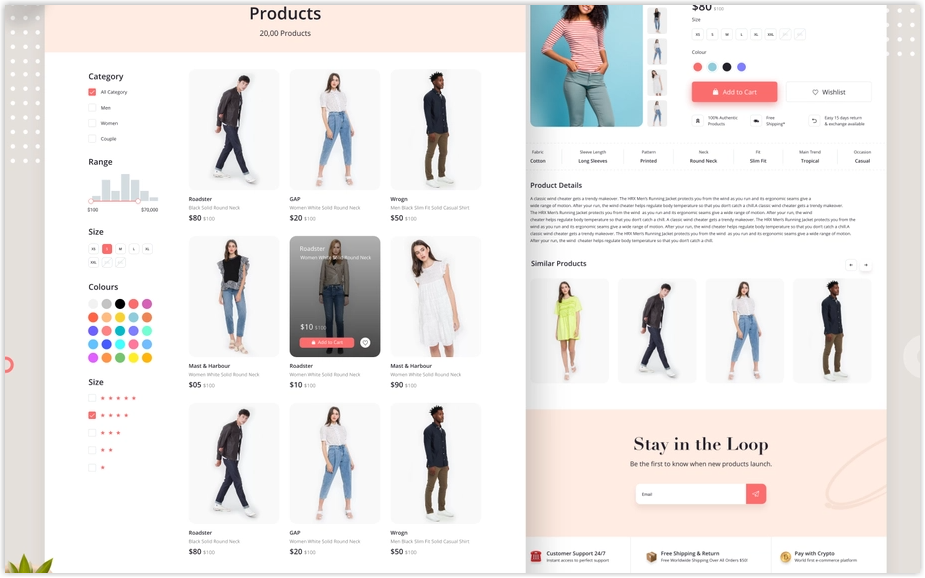 Products
20,00 Products
Category
All Category
Men
Women
Couple
Range
$100 $70,000
Size
XS S M L XL
XXL
Colours
Size
Roadster
Black Solid Round Neck
$80 $100
GAP
Women White Solid Round Neck
$20 $100
Wrogn
Men Black Slim Fit Solid Casual Shirt
$50 $100
Mast & Harbour
Women White Solid Round Neck
$05 $100
Roadster
Women White Solid Round Neck
$10 $100
Add to Cart
Roadster
Women White Solid Round Neck
$10 $100
Mast & Harbour
Women White Solid Round Neck
$90 $100
Roadster
Black Solid Round Neck
$80 $100
GAP
Women White Solid Round Neck
$20 $100
Wrogn
Men Black Slim Fit Solid Casual Shirt
$50 $100
$80 $100
Size
XS S M L XL XXL
Colour
Add to Cart
Wishlist
100% Authentic
Products
Free
Shipping*
Easy 15 days return
& exchange available
Fabric
Cotton
Sleeve Length
Long Sleeves
Pattern
Printed
Neck
Round Neck
Fit
Slim Fit
Main Trend
Tropical
Occasion
Casual
Product Details
A classic wind cheater gets a trendy makeover. The HRX Men's Running Jacket protects you from the wind as you run and its ergonomic seams give a
wide range of motion. After your run, the wind cheater helps regulate body temperature so that you don't catch a chill.A classic wind cheater gets a trendy makeover.
The HRX Men's Running Jacket protects you from the wind as you run and its ergonomic seams give a wide range of motion. After your run, the wind
cheater helps regulate body temperature so that you don't catch a chill. A classic wind cheater gets a trendy makeover. The HRX Men's Running Jacket protects you from the
wind as you run and its ergonomic seams give a wide range of motion. After your run, the wind cheater helps regulate body temperature so that you don't catch a chill.A
classic wind cheater gets a trendy makeover. The HRX Men's Running Jacket protects you from the wind as you run and its ergonomic seams give a wide range of motion.
After your run, the wind cheater helps regulate body temperature so that you don't catch a chill.
Similar Products
Stay in the Loop
Be the first to know when new products launch.
Email
Customer Support 24/7
Instant access to perfect support
Free Shipping & Return
Free Worldwide Shipping Over All Orders $50!
Pay with Crypto
World first e-commerce platform